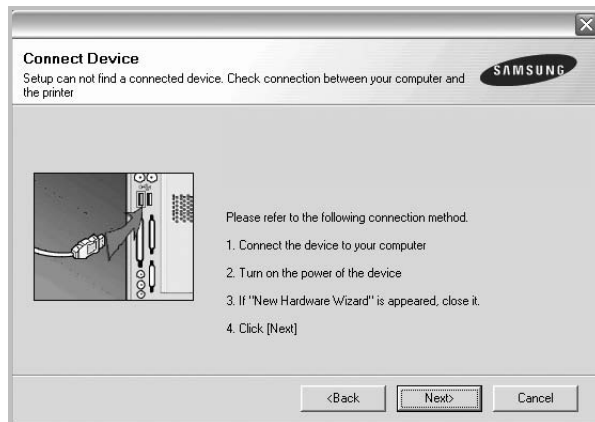 Connect Device
Setup can not find a connected device. Check connection between your computer and
the printer
SAMSUNG
Please refer to the following connection method.
1. Connect the device to your computer
2. Turn on the power of the device
3. If "New Hardware Wizard" is appeared, close it.
4. Click [Next]
<Back
Next>
Cancel